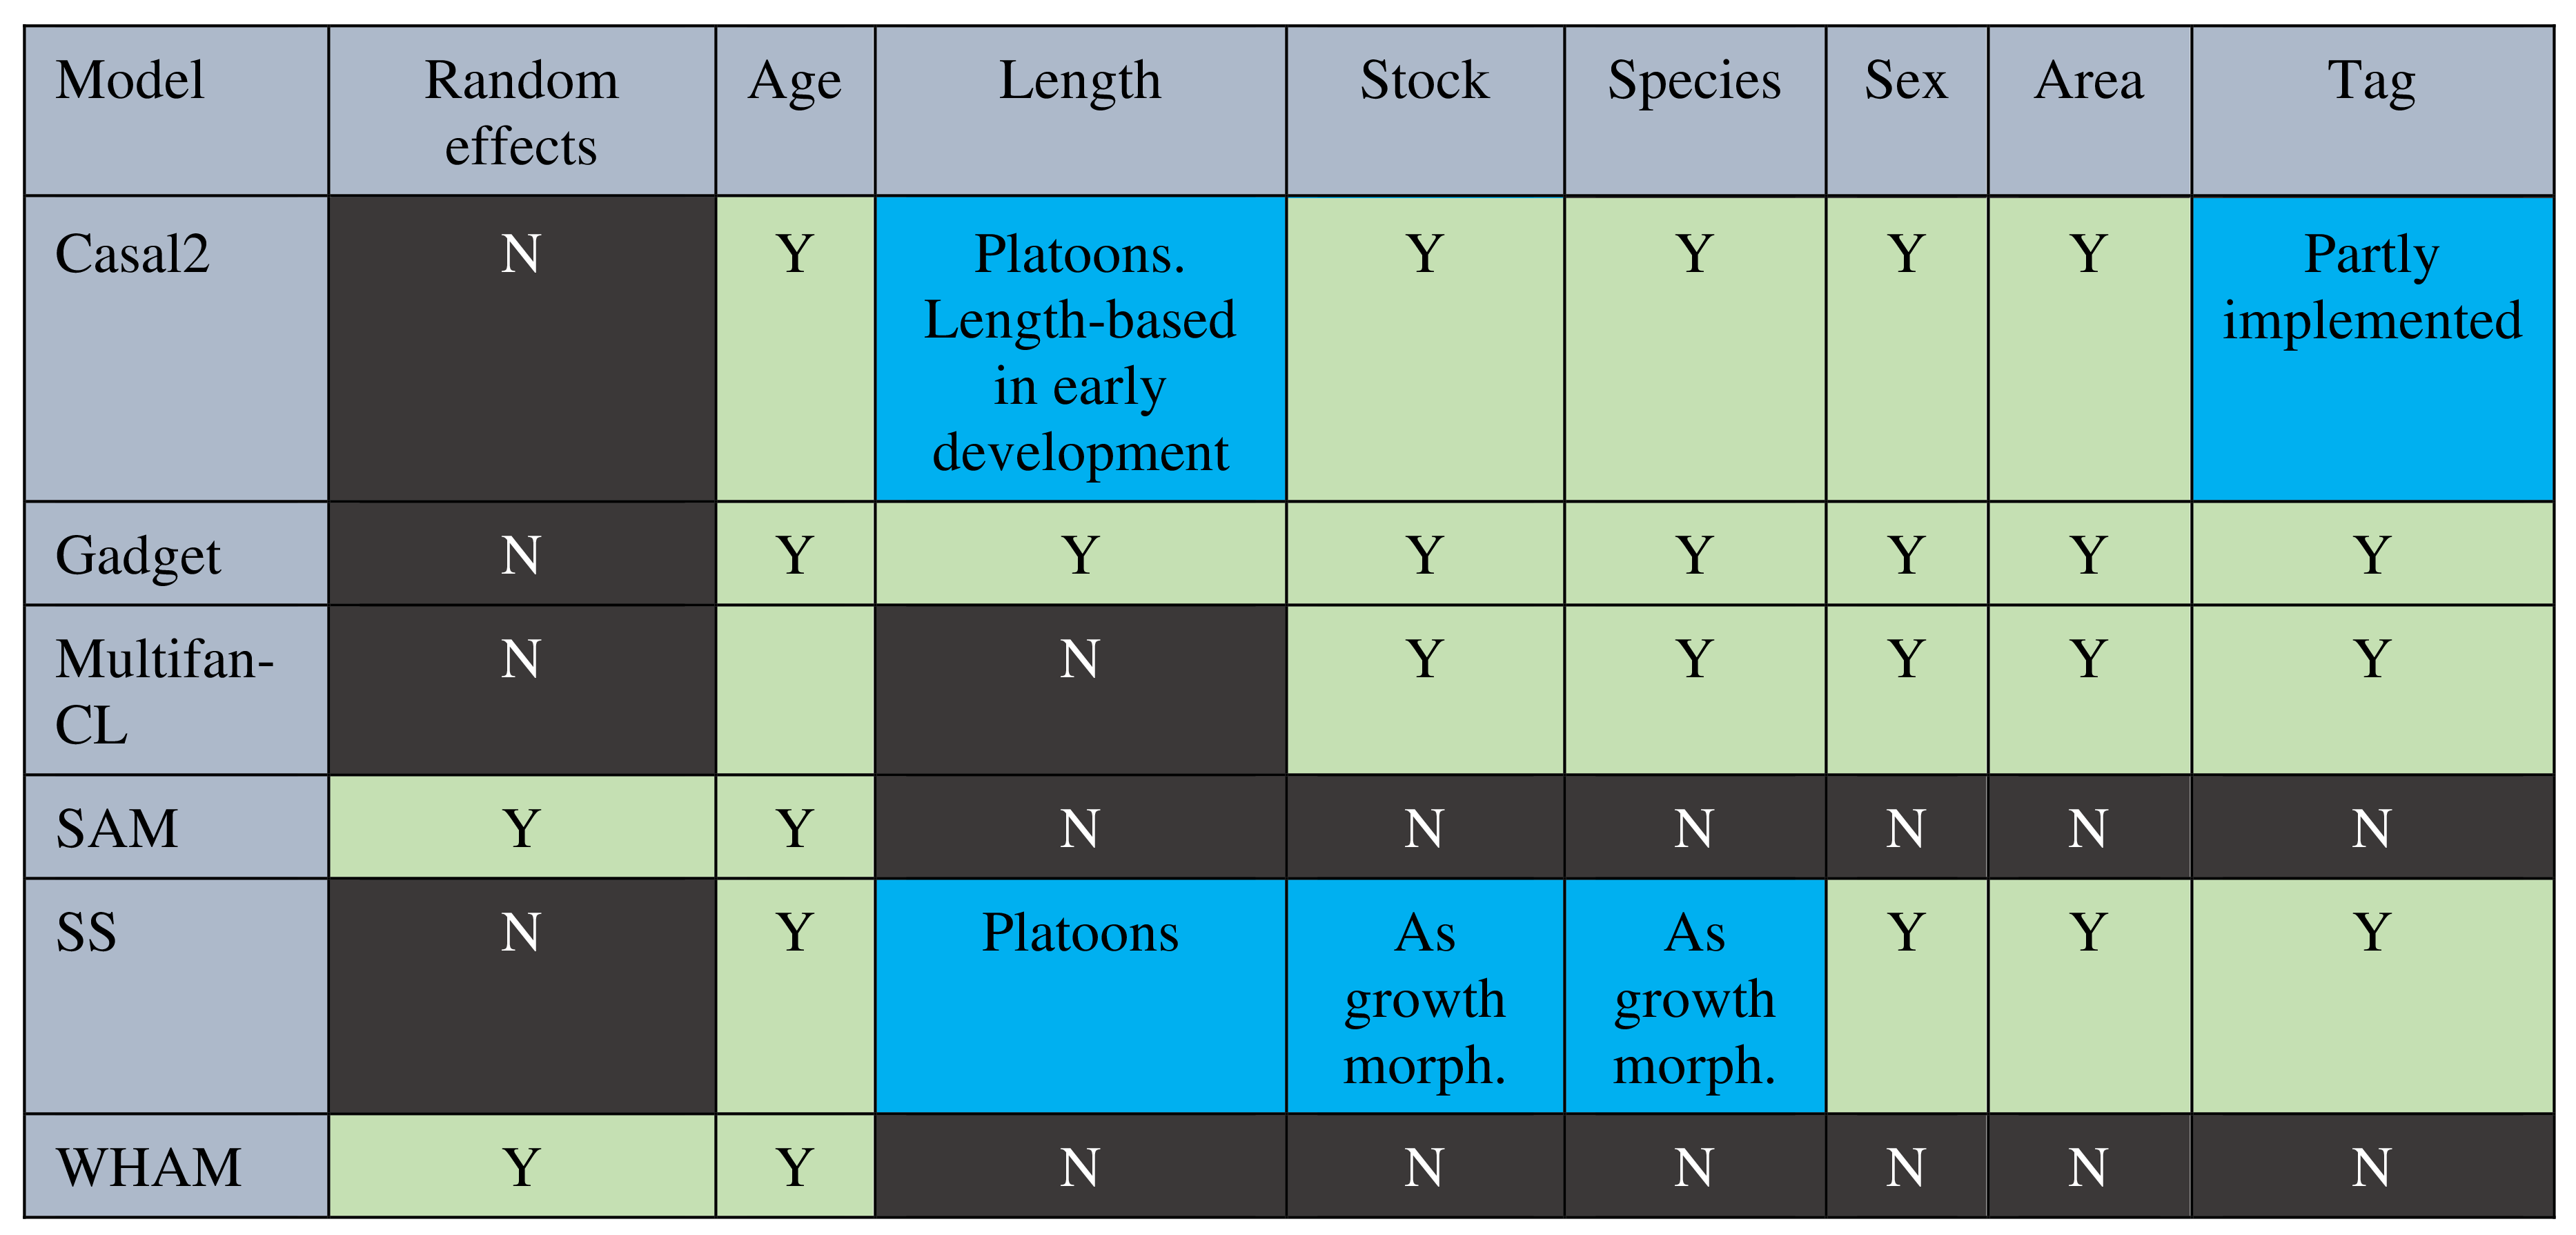 Model Random effects Age Length Stock Species Sex Area Tag
Casal2 N Y Platoons. Length-based in early development Y Y Y Y Partly implemented
Gadget N Y Y Y Y Y Y Y
Multifan-CL N N Y Y Y Y Y
SAM Y Y N N N N N N
SS N Y Platoons As growth morph. As growth morph. Y Y Y
WHAM Y Y N N N N N N